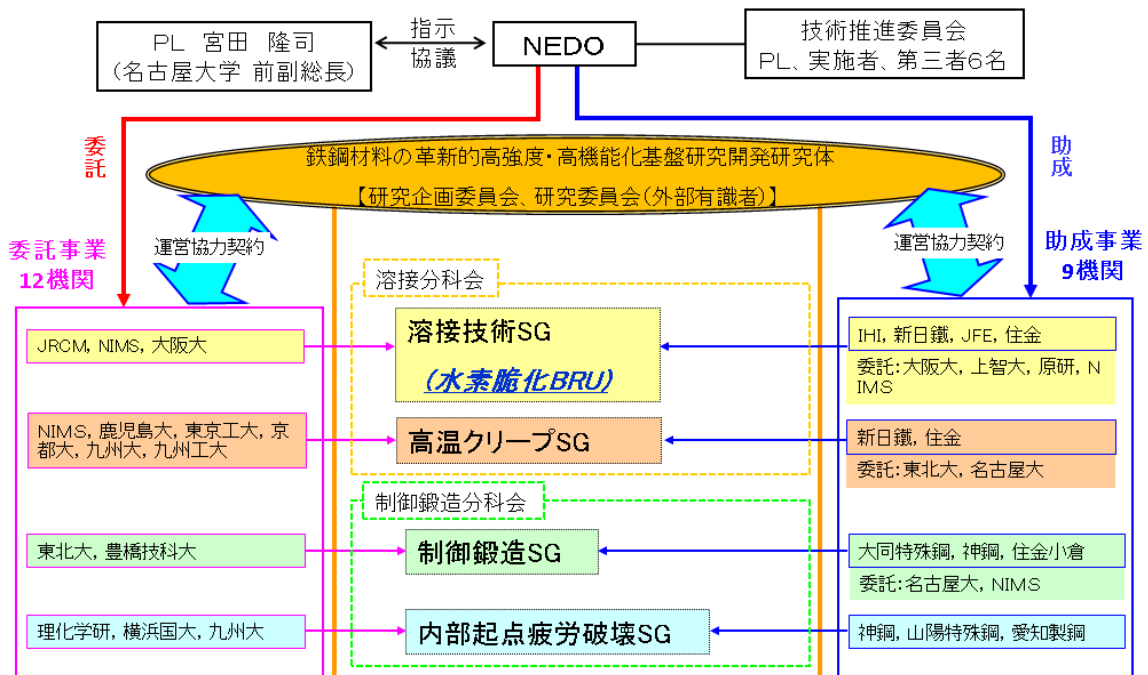 PL 宮田 隆司
(名古屋大学 前副総長)
指示
協議
NEDO
技術推進委員会
PL、実施者、第三者6名
委託
助成
鉄鋼材料の革新的高強度・高機能化基盤研究開発研究体
【研究企画委員会、研究委員会(外部有識者)】
運営協力契約
運営協力契約
委託事業
12機関
助成事業
9機関
溶接分科会
JRCM, NIMS, 大阪大
溶接技術SG
(水素脆化BRU)
IHI, 新日鐵, JFE, 住金
委託:大阪大, 上智大, 原研, N
IMS
NIMS, 鹿児島大, 東京工大, 京
都大, 九州大, 九州工大
高温クリープSG
新日鐵, 住金
委託:東北大, 名古屋大
制御鍛造分科会
東北大, 豊橋技科大
制御鍛造SG
大同特殊鋼, 神鋼, 住金小倉
委託:名古屋大, NIMS
理化学研, 横浜国大, 九州大
内部起点疲労破壊SG
神鋼, 山陽特殊鋼, 愛知製鋼